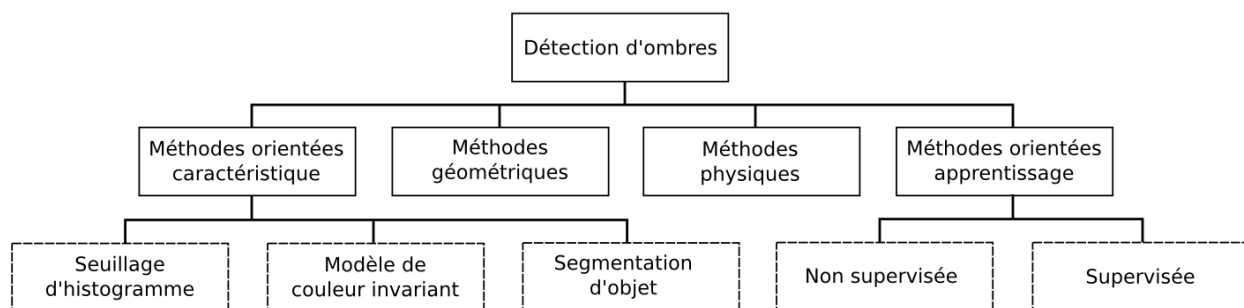 Détection d'ombres
Méthodes orientées
caractéristique
Méthodes
géométriques
Méthodes
physiques
Méthodes orientées
apprentissage
Seuillage
d'histogramme
Modèle de
couleur invariant
Segmentation
d'objet
Non supervisée
Supervisée